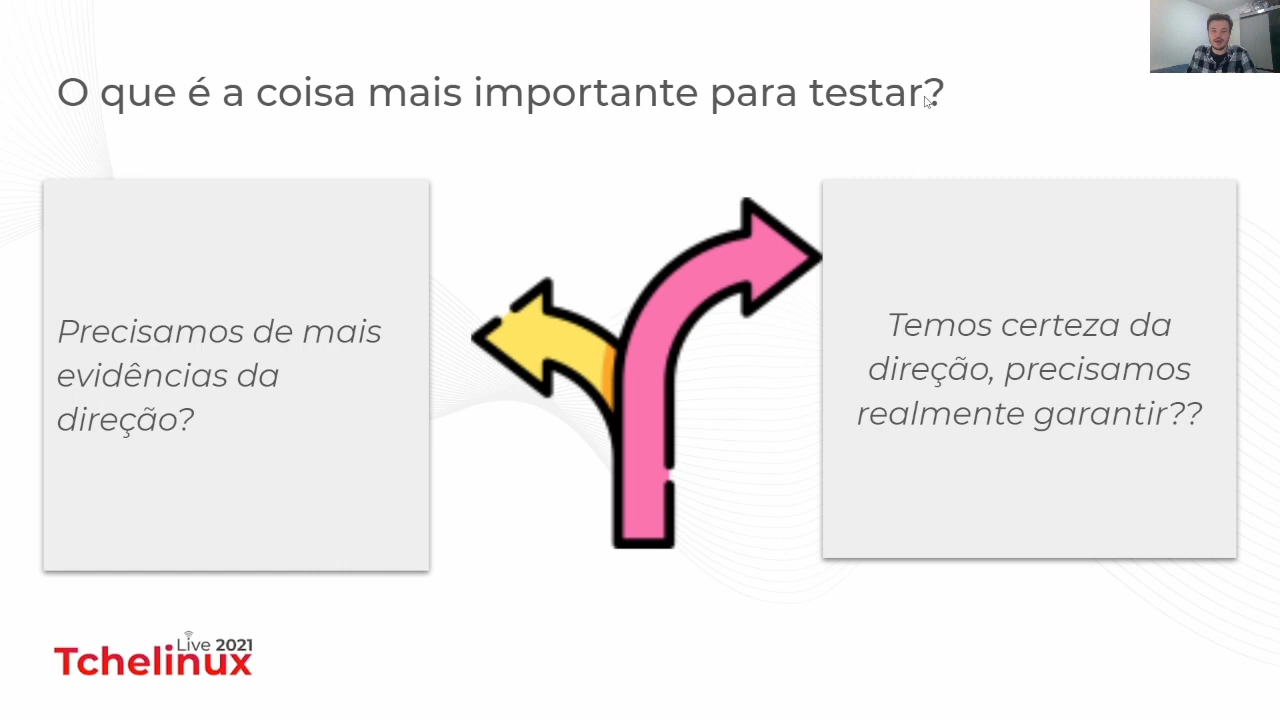 O que é a coisa mais importante para testar?
Precisamos de mais
evidências da
direção?
Temos certeza da
direção, precisamos
realmente garantir??
Live 2021
Tchelinux